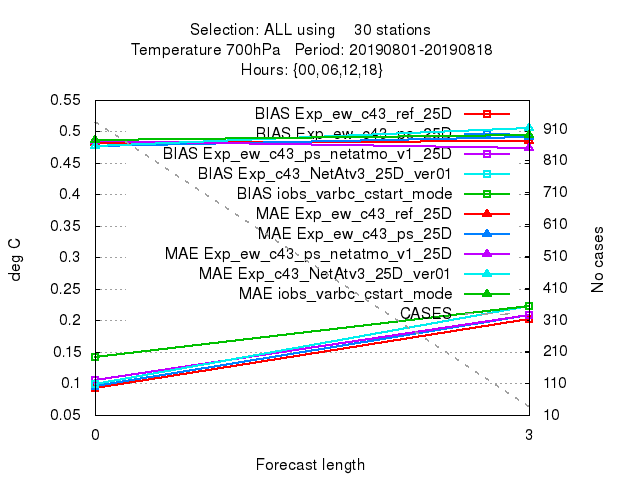 Selection: ALL using 30 stations
Temperature 700hPa Period: 20190801-20190818
Hours: {00,06,12,18}
0.55
0.5
0.45
0.4
0.35
0.3
0.25
0.2
0.15
0.1
0.05
deg C
BIAS Exp_ew_c43_ref_25D
BIAS Exp_ew_c43_ps_25D
BIAS Exp_ew_c43_ps_netatmo_v1_25D
BIAS Exp_c43_NetAtv3_25D_ver01
BIAS iobs_varbc_cstart_mode
MAE Exp_ew_c43_ref_25D
MAE Exp_ew_c43_ps_25D
MAE Exp_ew_c43_ps_netatmo_v1_25D
MAE Exp_c43_NetAtv3_25D_ver01
MAE iobs_varbc_cstart_mode
CASES
910
810
710
610
510
410
310
210
110
10
No cases
0 3
Forecast length